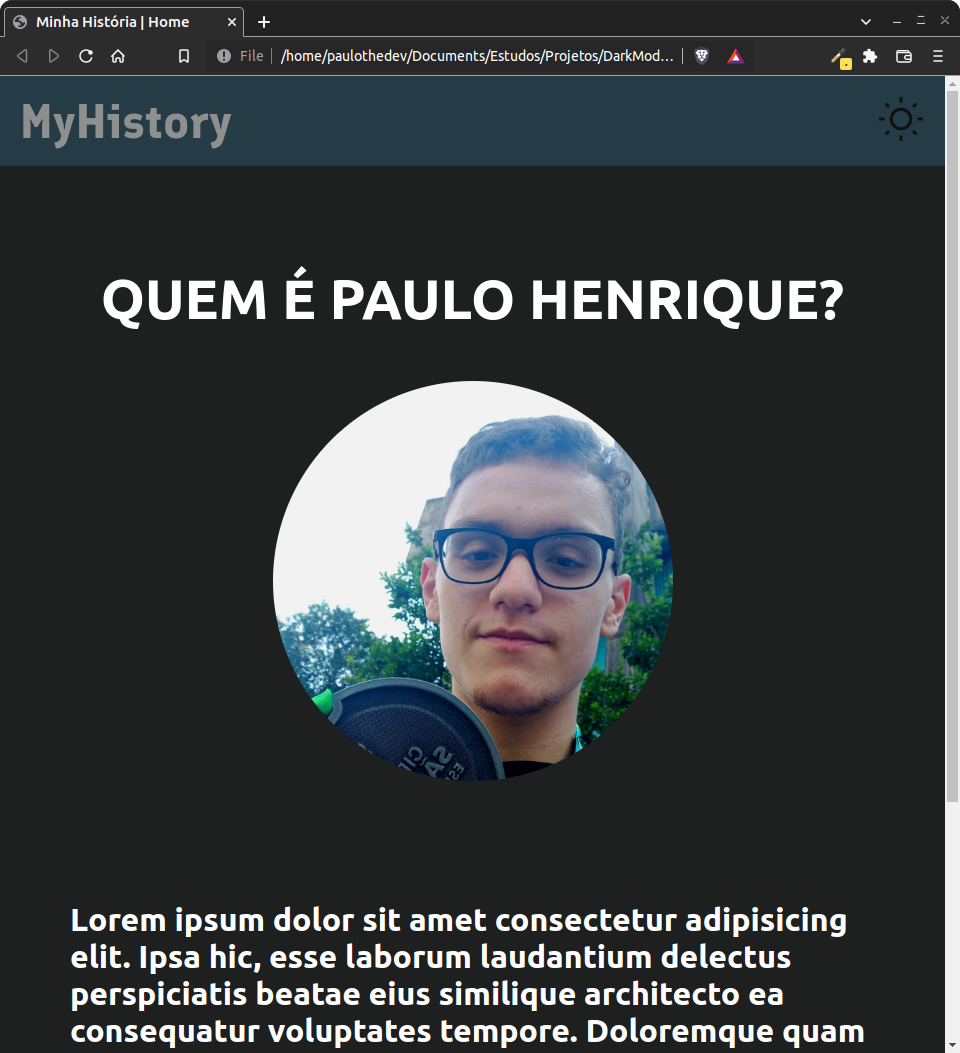 Minha História | Home
File
/home/paulothedev/Documents/Estudos/Projetos/DarkMod...
MyHistory
QUEM É PAULO HENRIQUE?
Lorem ipsum dolor sit amet consectetur adipisicing
elit. Ipsa hic, esse laborum laudantium delectus
perspiciatis beatae eius similique architecto ea
consequatur voluptates tempore. Doloremque quam